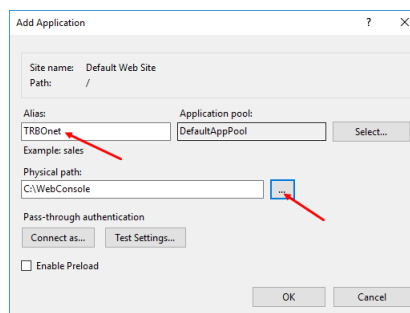 Add Application
? ×
Site name: Default Web Site
Path: /
Alias: Application pool:
TRBOnet DefaultAppPool Select...
Example: sales
Physical path:
C:\WebConsole ...
Pass-through authentication
Connect as... Test Settings...
Enable Preload
OK Cancel